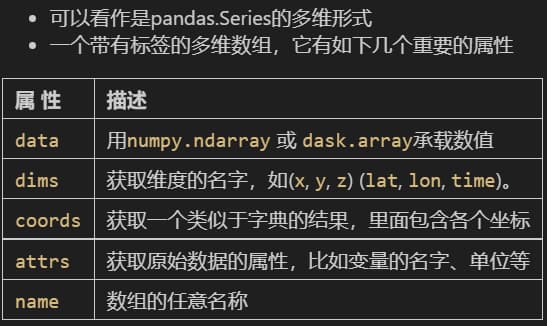 可以看作是pandas.Series的多维形式
一个带有标签的多维数组，它有如下几个重要的属性
属 性 描述
data 用numpy.ndarray 或 dask.array承载数值
dims 获取维度的名字，如(x, y, z) (lat, lon, time)。
coords 获取一个类似于字典的结果，里面包含各个坐标
attrs 获取原始数据的属性，比如变量的名字、单位等
name 数组的任意名称